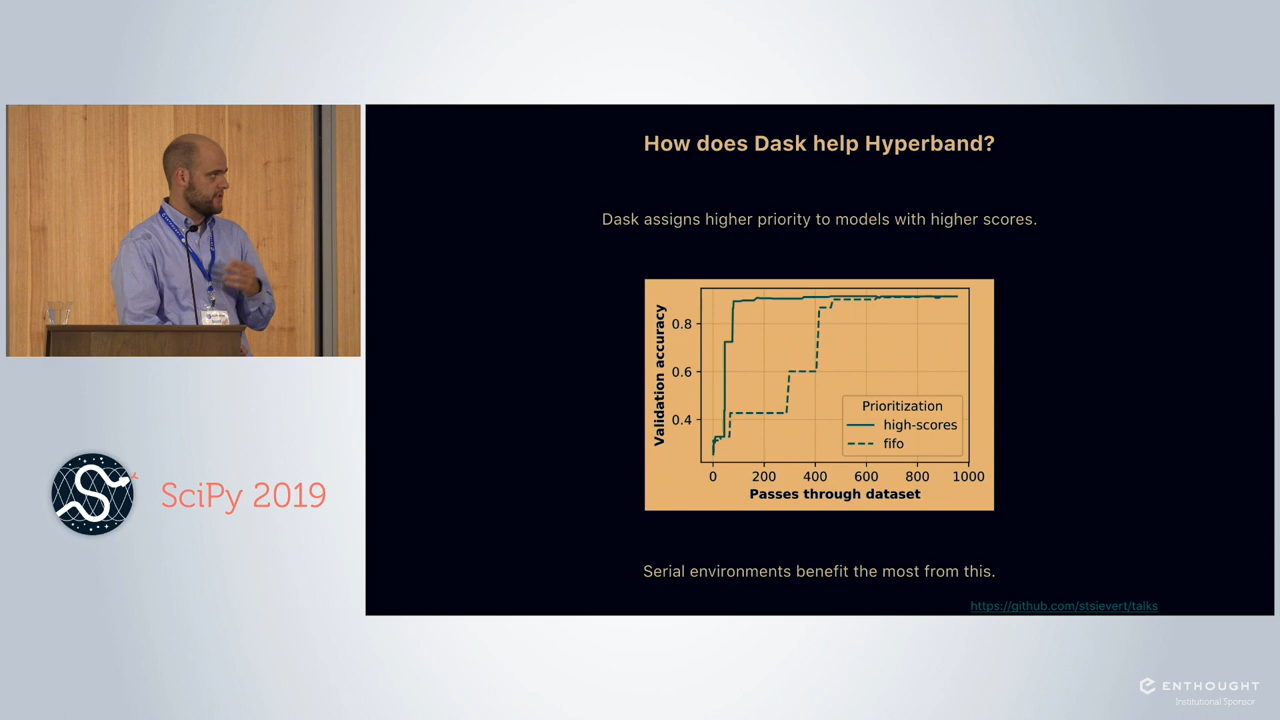 How does Dask help Hyperband?
Dask assigns higher priority to models with higher scores.
Validation accuracy
0.8
0.6
0.4
Prioritization
high-scores
fifo
0 200 400 600 800 1000
Passes through dataset
Serial environments benefit the most from this.
https://github.com/stsievert/talks
SciPy 2019
ENTHOUGHT
Institutional Sponsor